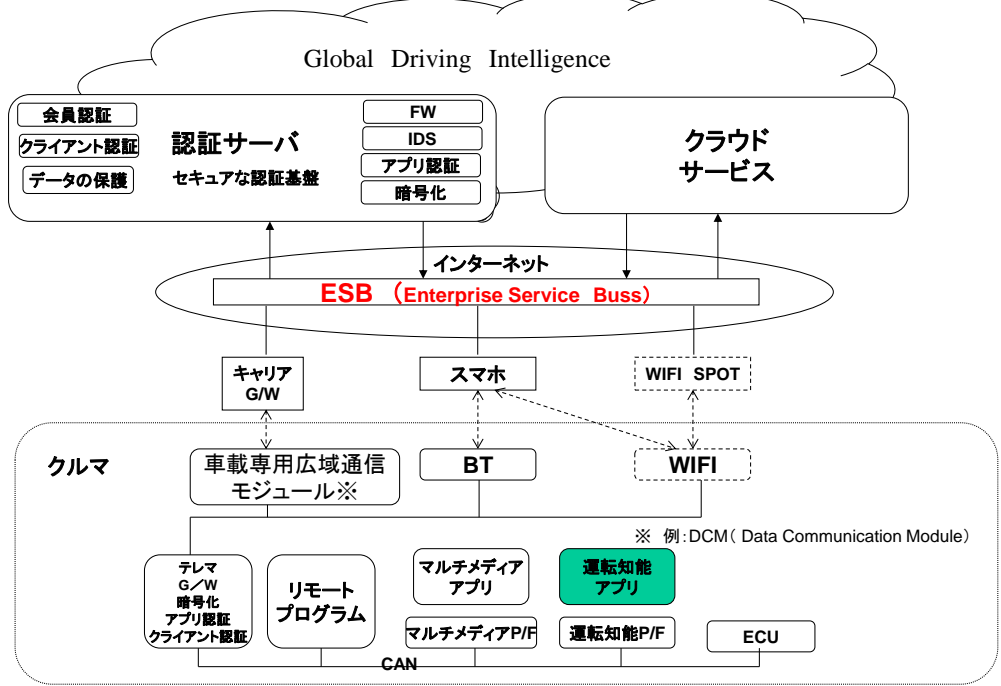 Global Driving Intelligence
会員認証
クライアント認証
データの保護
認証サーバ
セキュアな認証基盤
FW
IDS
アプリ認証
暗号化
クラウド
サービス
インターネット
ESB （Enterprise Service Buss）
キャリア
G/W
スマホ
WIFI SPOT
クルマ
車載専用広域通信
モジュール※
BT
WIFI
※ 例:DCM( Data Communication Module)
テレマ
G／W
暗号化
アプリ認証
クライアント認証
リモート
プログラム
マルチメディア
アプリ
運転知能
アプリ
マルチメディアP/F
運転知能P/F
ECU
CAN